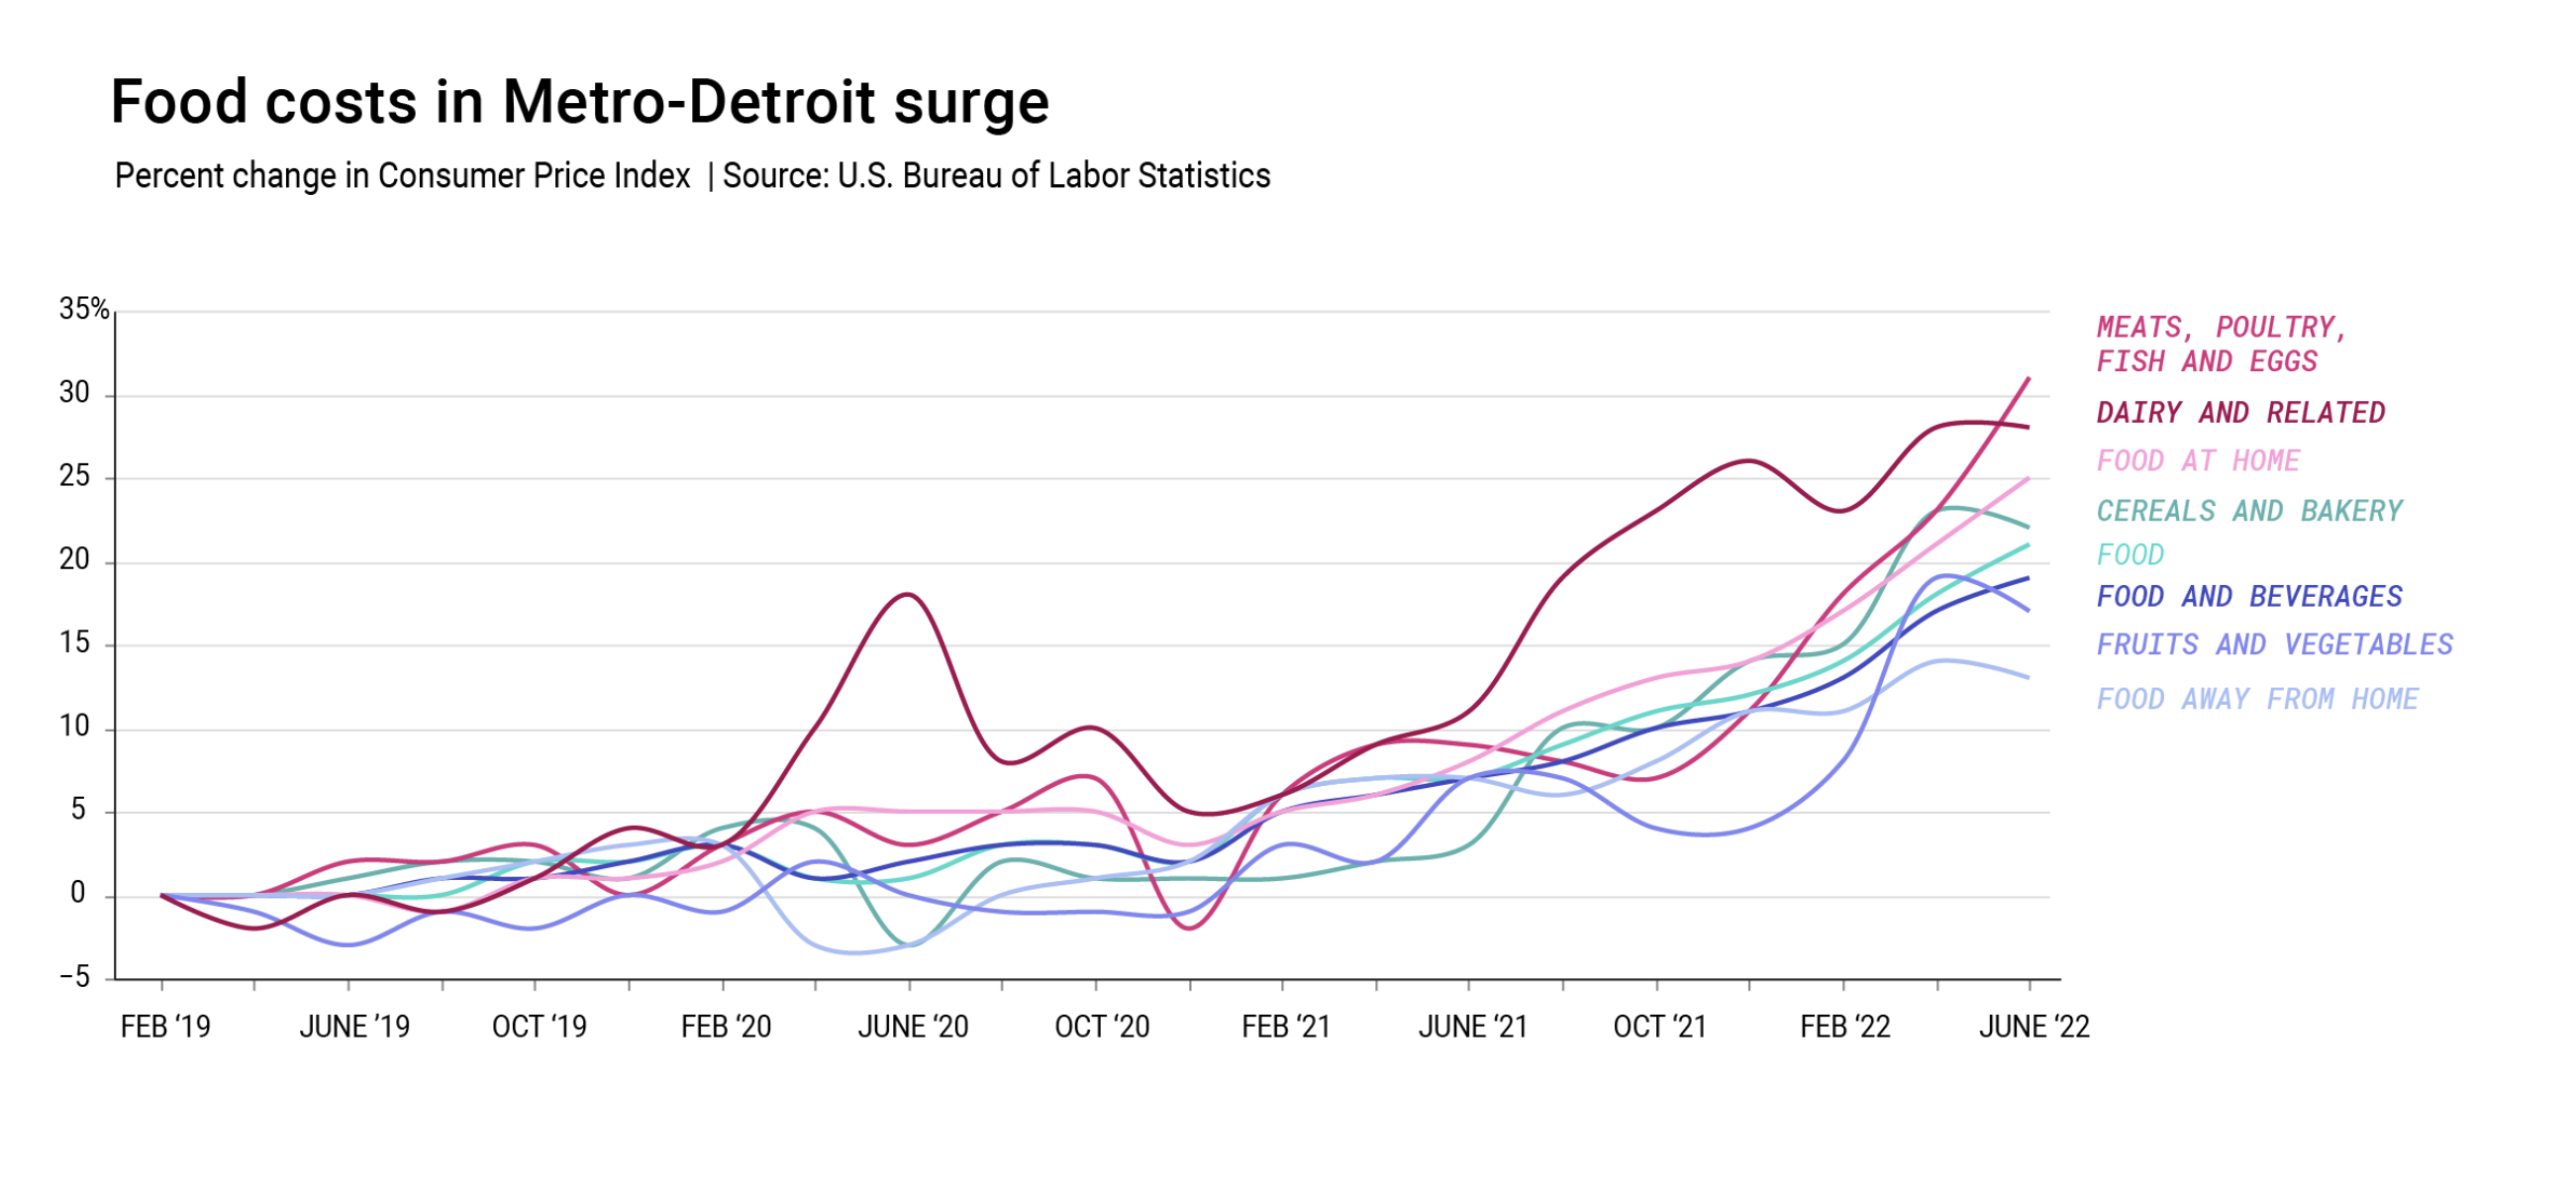 Food costs in Metro-Detroit surge
Percent change in Consumer Price Index | Source: U.S. Bureau of Labor Statistics
35%
30
25
20
15
10
5
0
−5
FEB ‘19 JUNE ‘19 OCT ‘19 FEB ‘20 JUNE ‘20 OCT ‘20 FEB ‘21 JUNE ‘21 OCT ‘21 FEB ‘22 JUNE ‘22
MEATS, POULTRY,
FISH AND EGGS
DAIRY AND RELATED
FOOD AT HOME
CEREALS AND BAKERY
FOOD
FOOD AND BEVERAGES
FRUITS AND VEGETABLES
FOOD AWAY FROM HOME